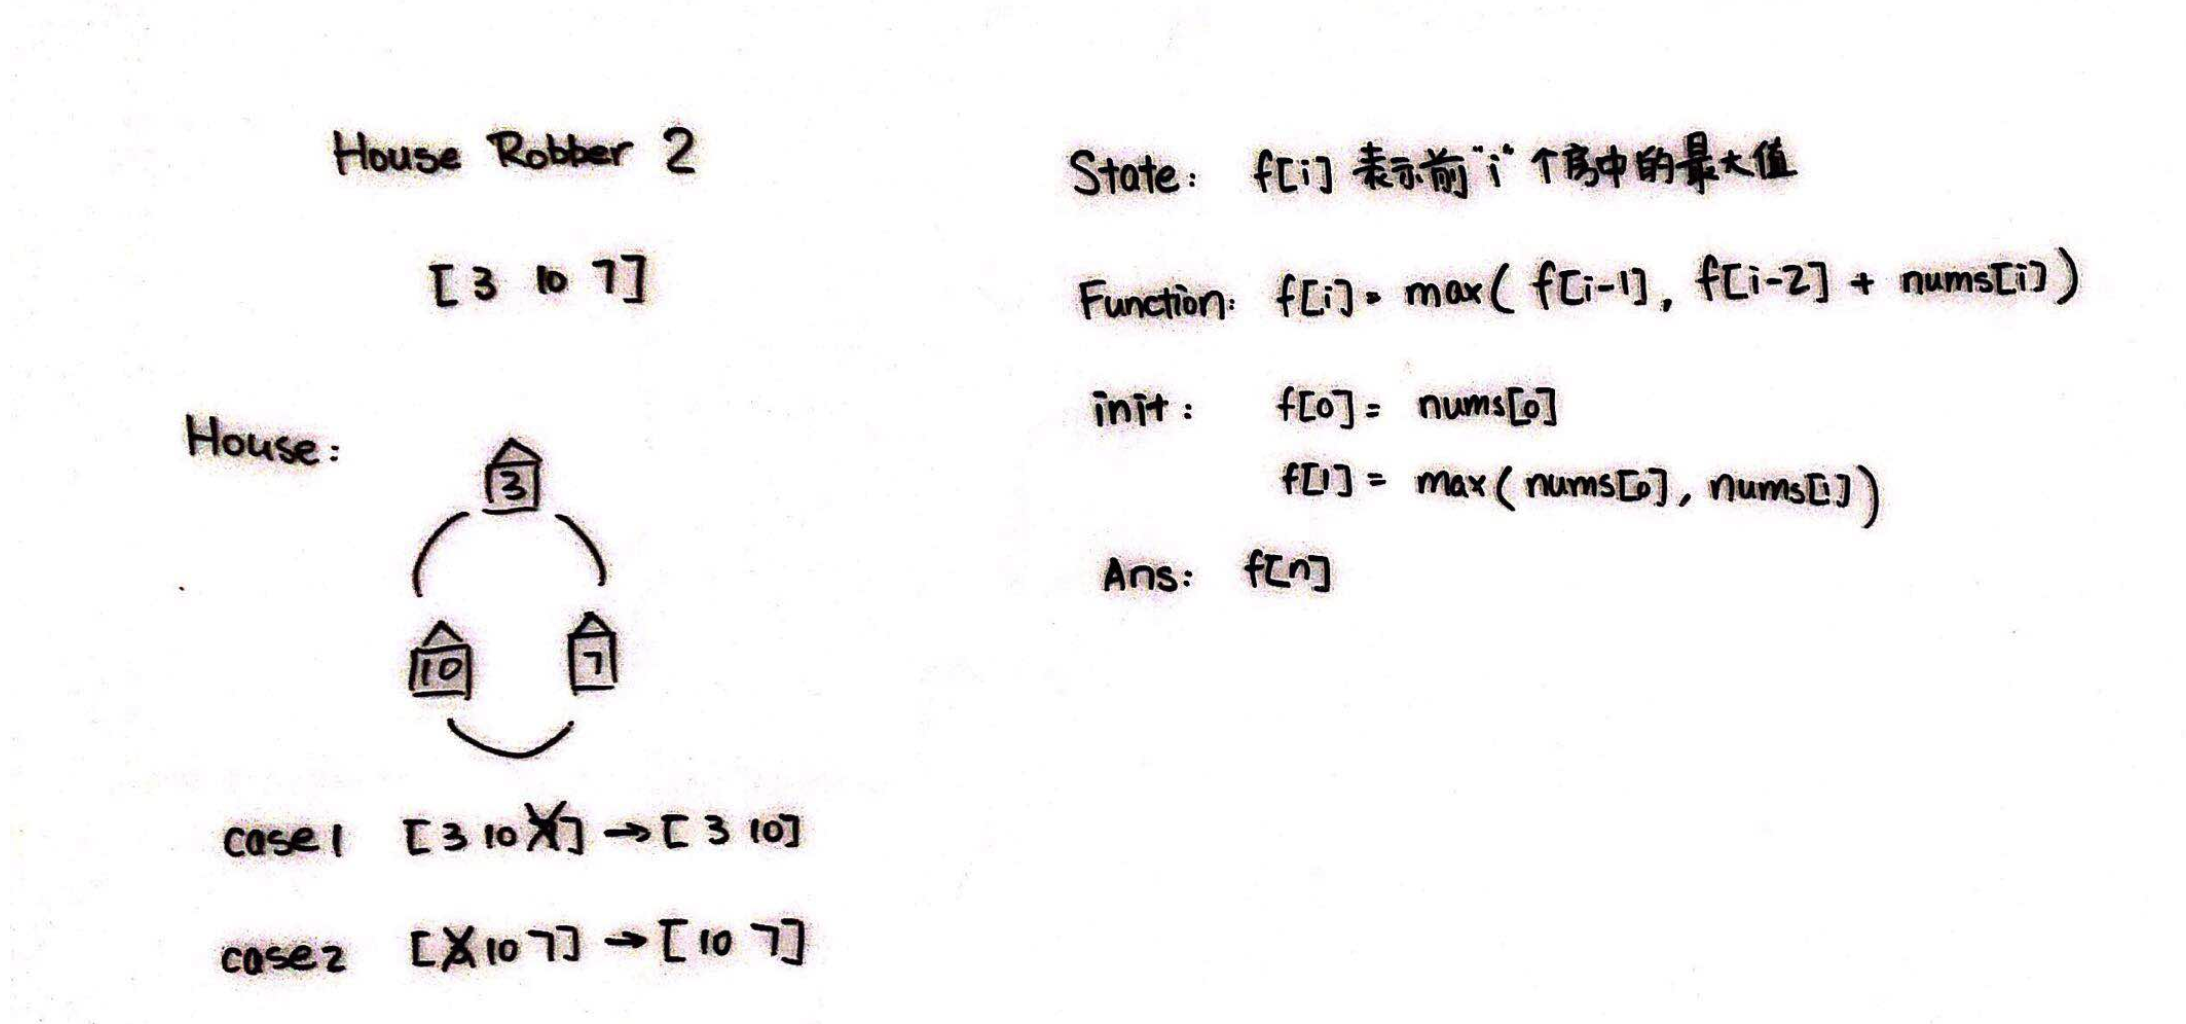 House Robber 2
[ 3 10 7]
House:
3
10
7
case1 [ 3 10 X] → [ 3 10]
case2 [ X 10 7] → [ 10 7]
State: f[i] 表示前"i"个房中的最大值
Function: f[i] = max( f[i-1], f[i-2] + nums[i])
init: f[0] = nums[0]
f[1] = max( nums[0], nums[1])
Ans: f[n]